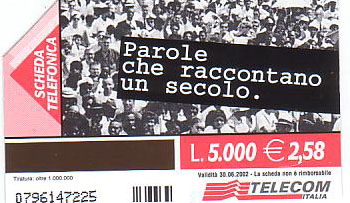 SCHEDA
TELEFONICA
Parole
che raccontano
un secolo.
L. 5.000 € 2,58
Validità 30.06.2002 - La scheda non è rimborsabile
Tiratura: oltre 1.000.000
0796147225
TELECOM
ITALIA